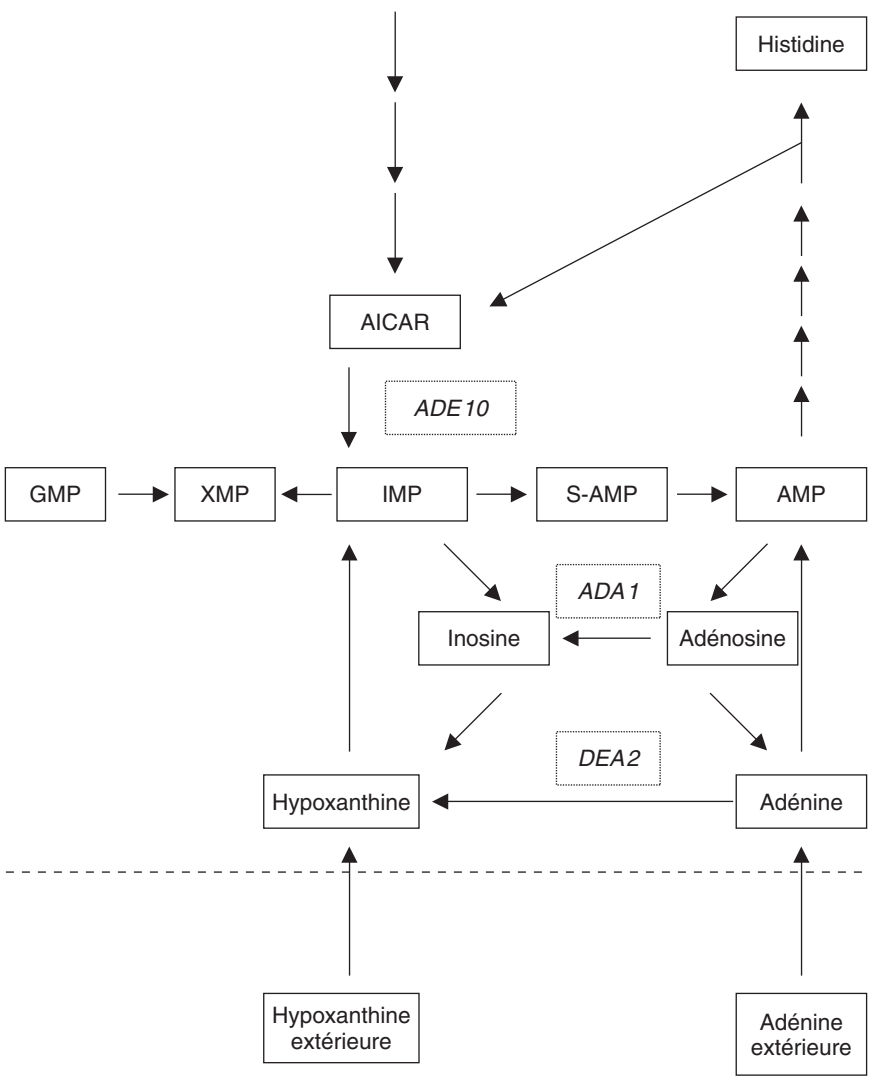 Histidine
AICAR
ADE10
GMP
XMP
IMP
S-AMP
AMP
ADA1
Inosine
Adénosine
DEA2
Hypoxanthine
Adénine
Hypoxanthine
extérieure
Adénine
extérieure